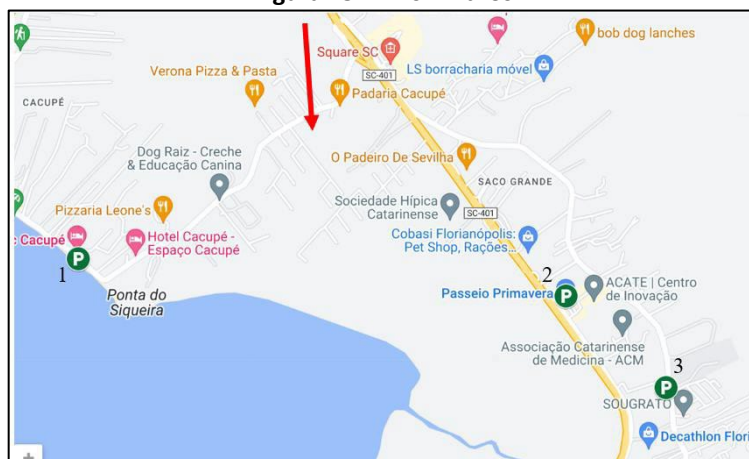 Square SC
SC-401
bob dog lanches
LS borracharia móvel
Verona Pizza & Pasta
Padaria Cacupé
CACUPÉ
Dog Raiz - Creche
& Educação Canina
O Padeiro De Sevilha
SACO GRANDE
Sociedade Hípica
Catarinense
SC-401
Pizzaria Leone's
Cacupé
Hotel Cacupé -
Espaço Cacupé
Cobasi Florianópolis:
Pet Shop, Rações...
P
1
Ponta do
Siqueira
2
Passeio Primavera
P
ACATE | Centro
de Inovação
Associação Catarinense
de Medicina - ACM
3
P
SOUGRATO
Decathlon Flori
+